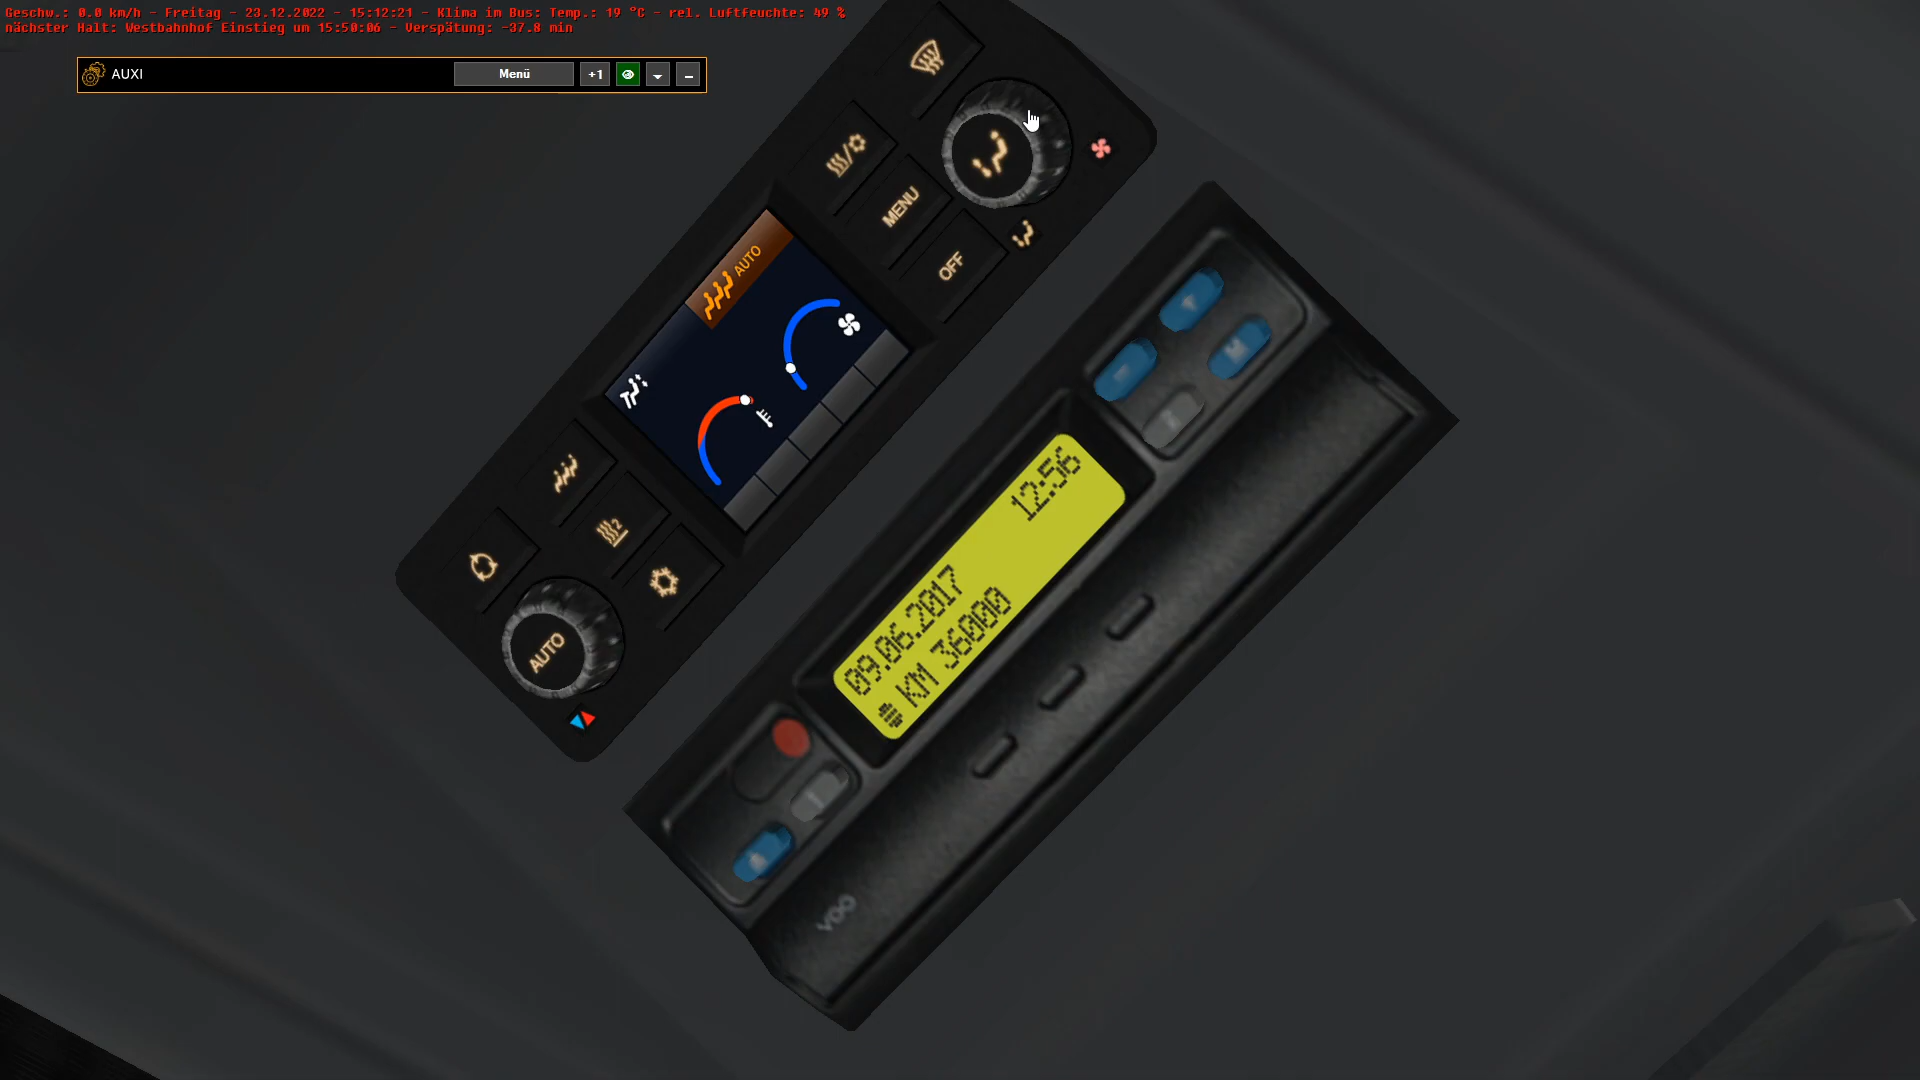 Geschw.: 0.0 km/h - Freitag - 23.12.2022 - 15:12:21 - Klima im Bus: Temp.: 19 °C - rel. Luftfeuchte: 49 %
nächster Halt: Westbahnhof Einstieg um 15:50:06 - Verspätung: -37.8 min
AUXI
Menü
+1
MENU
OFF
AUTO
2
AUTO
12:56
09.06.2017
KM 36000
VDO